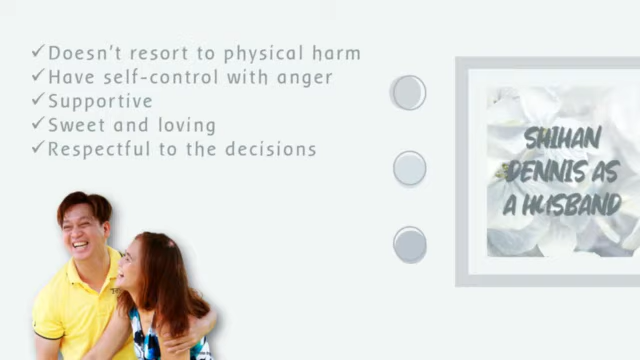 ✓Doesn't resort to physical harm
✓Have self-control with anger
✓Supportive
✓Sweet and loving
✓Respectful to the decisions
SHIHAN
DENNIS AS
A HUSBAND